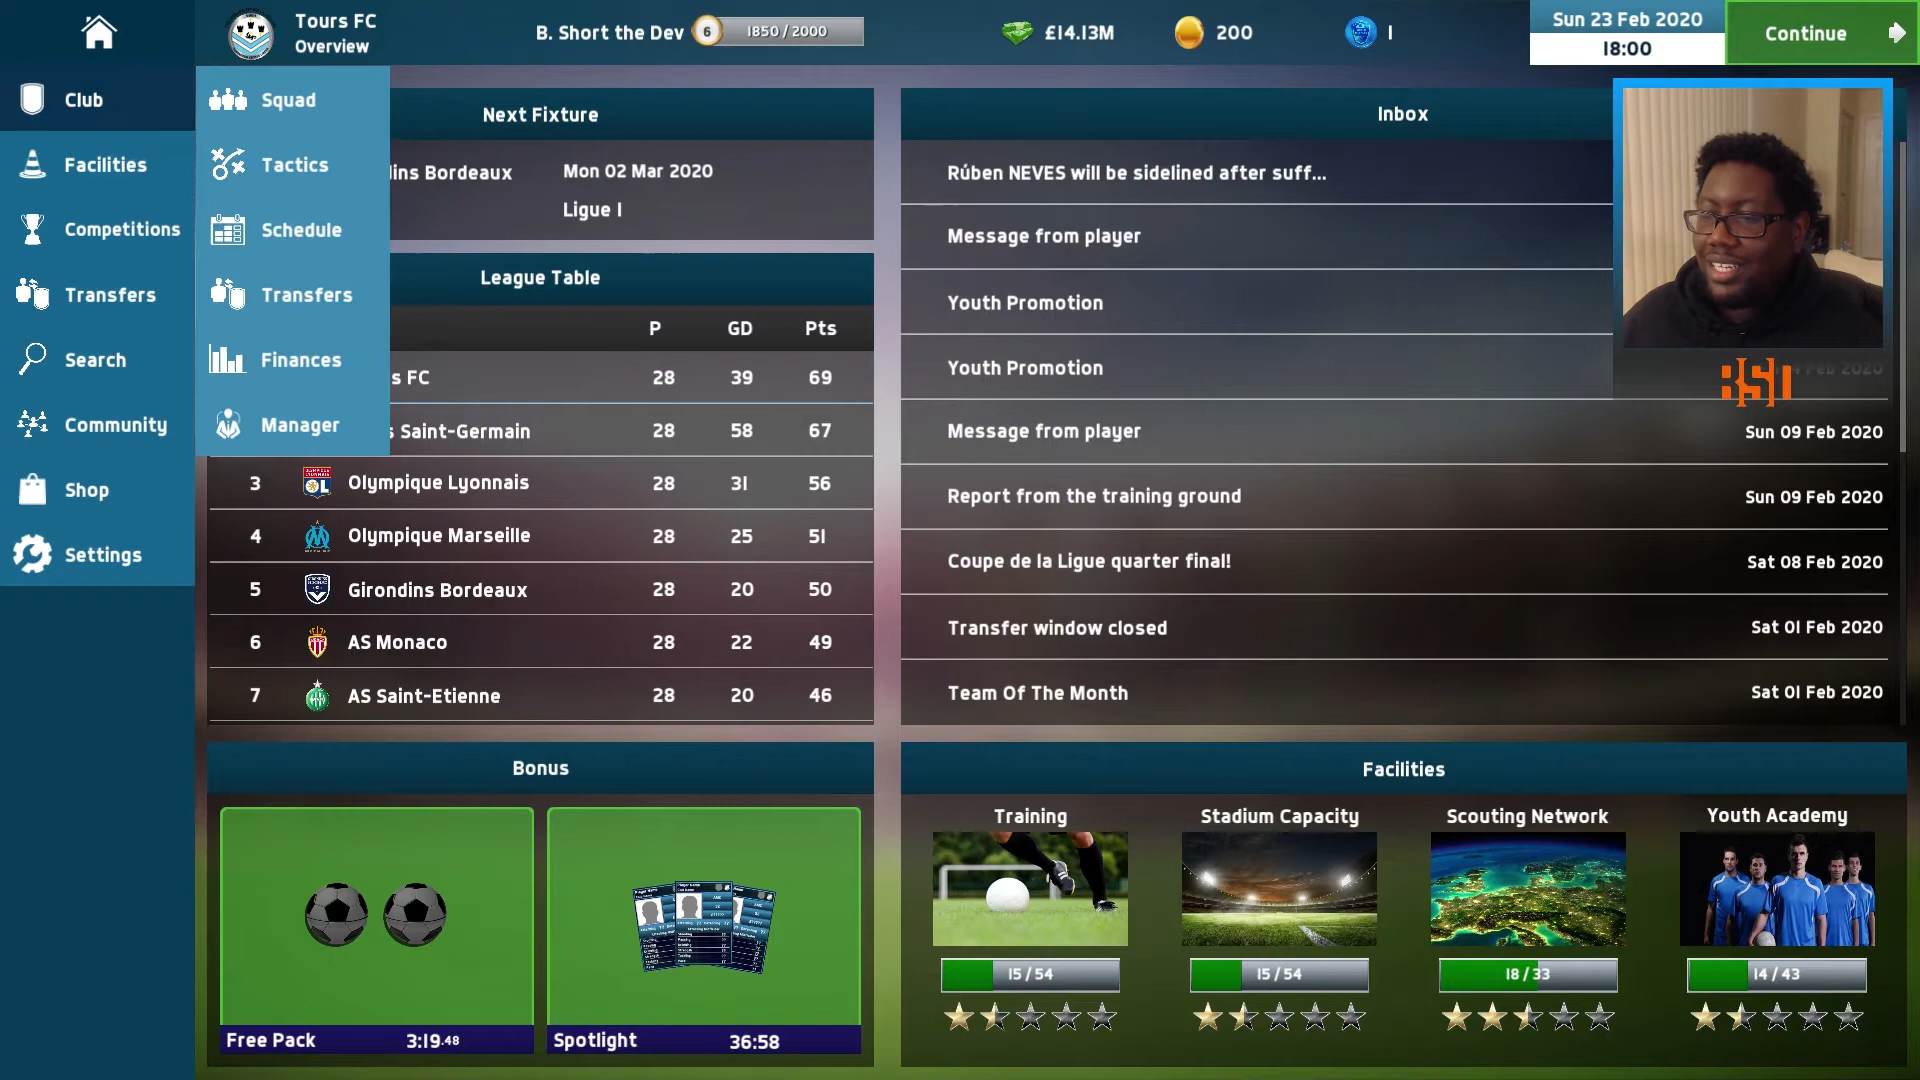 Tours FC
Overview
B. Short the Dev
6
1850 / 2000
£14.13M
200
1
Sun 23 Feb 2020
18:00
Continue
Club
Facilities
Competitions
Transfers
Search
Community
Shop
Settings
Squad
Tactics
Schedule
Transfers
Finances
Manager
Next Fixture
ins Bordeaux
Mon 02 Mar 2020
Ligue 1
League Table
P GD Pts
s FC 28 39 69
s Saint-Germain 28 58 67
3 Olympique Lyonnais 28 31 56
4 Olympique Marseille 28 25 51
5 Girondins Bordeaux 28 20 50
6 AS Monaco 28 22 49
7 AS Saint-Etienne 28 20 46
Inbox
Rúben NEVES will be sidelined after suff...
Message from player
Youth Promotion
Youth Promotion
4 Feb 2020
BSD
Message from player Sun 09 Feb 2020
Report from the training ground Sun 09 Feb 2020
Coupe de la Ligue quarter final! Sat 08 Feb 2020
Transfer window closed Sat 01 Feb 2020
Team Of The Month Sat 01 Feb 2020
Bonus
Free Pack 3:19.48
Spotlight 36:58
Facilities
Training
15 / 54
Stadium Capacity
15 / 54
Scouting Network
18 / 33
Youth Academy
14 / 43